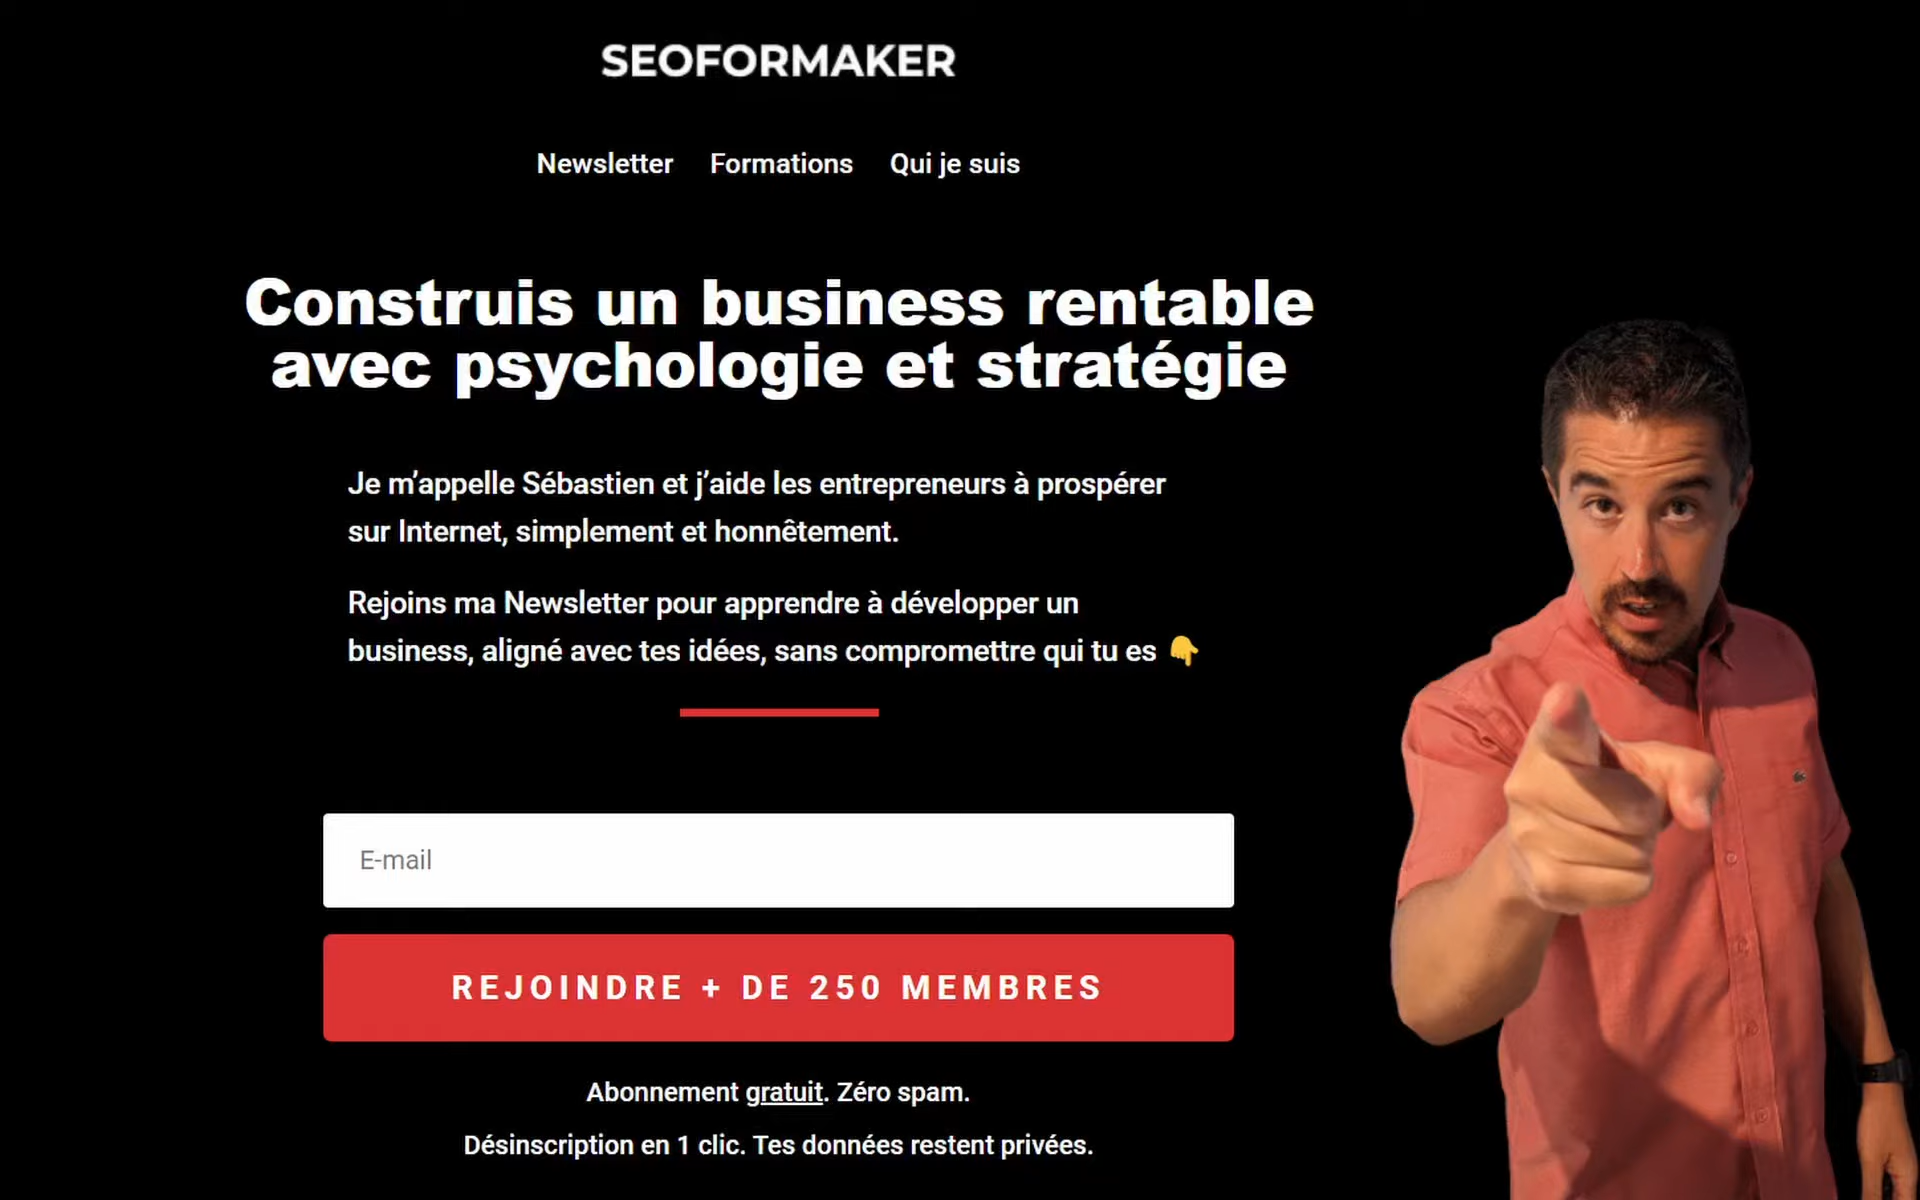 SEOFORMAKER
Newsletter Formations Qui je suis
Construis un business rentable
avec psychologie et stratégie
Je m’appelle Sébastien et j’aide les entrepreneurs à prospérer
sur Internet, simplement et honnêtement.
Rejoins ma Newsletter pour apprendre à développer un
business, aligné avec tes idées, sans compromettre qui tu es 👇
E-mail
REJOINDRE + DE 250 MEMBRES
Abonnement gratuit. Zéro spam.
Désinscription en 1 clic. Tes données restent privées.